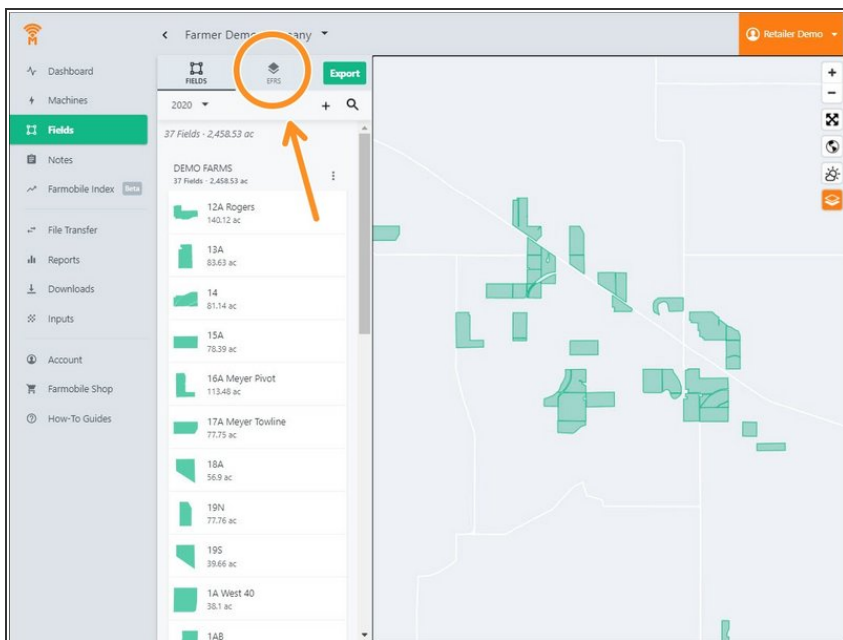 Farmer Demo
any
Retailer Demo
Dashboard
Machines
Fields
Notes
Farmobile Index Beta
File Transfer
Reports
Downloads
Inputs
Account
Farmobile Shop
How-To Guides
FIELDS
EFRS
Export
2020
+
37 Fields - 2,458.53 ac
DEMO FARMS
37 Fields - 2,458.53 ac
12A Rogers
140.12 ac
13A
83.63 ac
14
81.14 ac
15A
78.39 ac
16A Meyer Pivot
113.48 ac
17A Meyer Towline
77.75 ac
18A
56.9 ac
19N
77.76 ac
19S
39.66 ac
1A West 40
38.1 ac
1AB
+
−